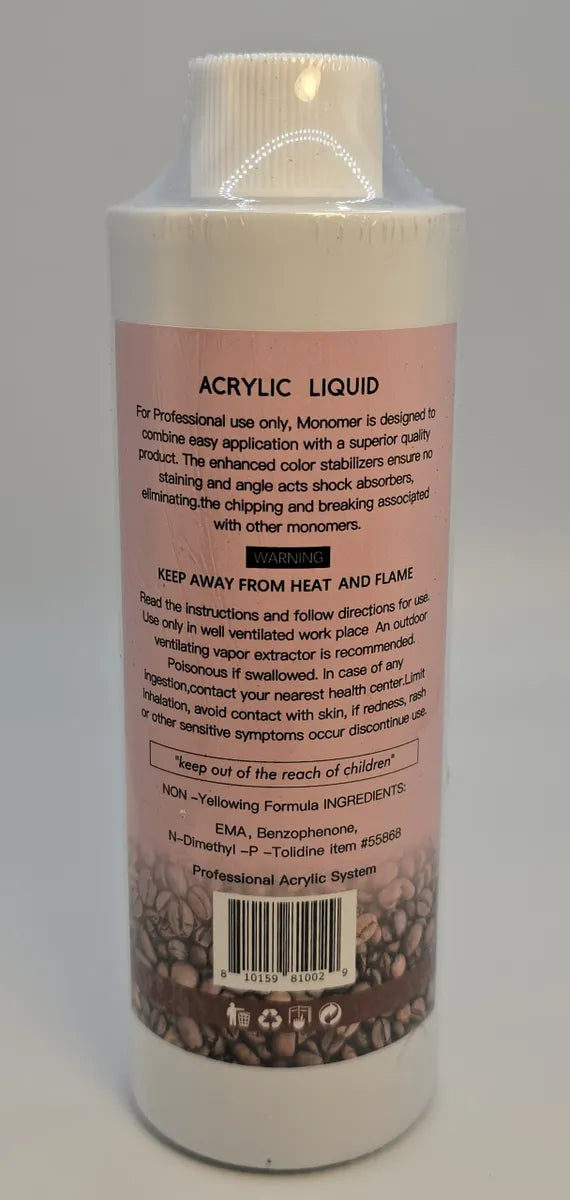 ACRYLIC LIQUID
For Professional use only, Monomer is designed to
combine easy application with a superior quality
product. The enhanced color stabilizers ensure no
staining and angle acts shock absorbers,
eliminating.the chipping and breaking associated
with other monomers.
WARNING
KEEP AWAY FROM HEAT AND FLAME
Read the instructions and follow directions for use.
Use only in well ventilated work place An outdoor
ventilating vapor extractor is recommended.
Poisonous if swallowed. In case of any
ingestion,contact your nearest health center.Limit
inhalation, avoid contact with skin, if redness, rash
or other sensitive symptoms occur discontinue use.
"keep out of the reach of children"
NON -Yellowing Formula INGREDIENTS:
EMA, Benzophenone,
N-Dimethyl -P -Tolidine item #55868
Professional Acrylic System
8 10159 81002 9